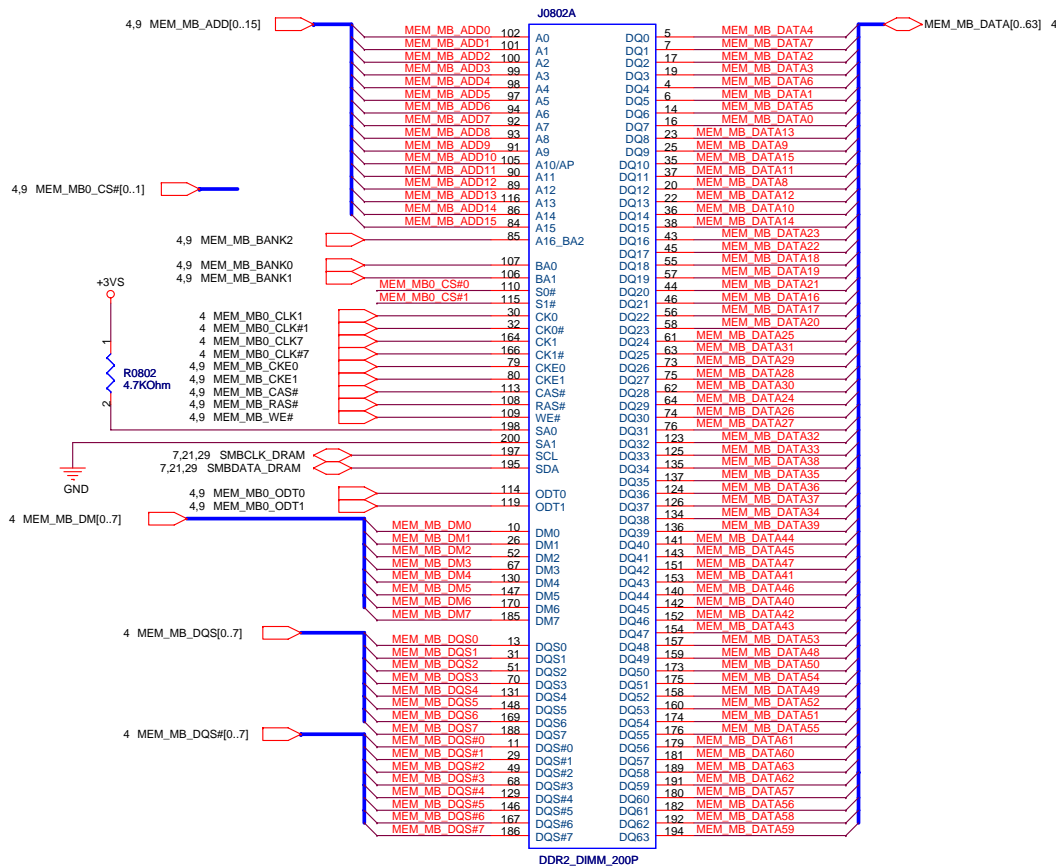 J0802A
4,9 MEM_MB_ADD[0..15]
MEM_MB_DATA[0..63] 4
MEM_MB_ADD0 102 A0 DQ0 5 MEM_MB_DATA4
MEM_MB_ADD1 101 A1 DQ1 7 MEM_MB_DATA7
MEM_MB_ADD2 100 A2 DQ2 17 MEM_MB_DATA2
MEM_MB_ADD3 99 A3 DQ3 19 MEM_MB_DATA3
MEM_MB_ADD4 98 A4 DQ4 4 MEM_MB_DATA6
MEM_MB_ADD5 97 A5 DQ5 6 MEM_MB_DATA1
MEM_MB_ADD6 94 A6 DQ6 14 MEM_MB_DATA5
MEM_MB_ADD7 92 A7 DQ7 16 MEM_MB_DATA0
MEM_MB_ADD8 93 A8 DQ8 23 MEM_MB_DATA13
MEM_MB_ADD9 91 A9 DQ9 25 MEM_MB_DATA9
MEM_MB_ADD10 105 A10/AP DQ10 35 MEM_MB_DATA15
MEM_MB_ADD11 90 A11 DQ11 37 MEM_MB_DATA11
4,9 MEM_MB0_CS#[0..1]
MEM_MB_ADD12 89 A12 DQ12 20 MEM_MB_DATA8
MEM_MB_ADD13 116 A13 DQ13 22 MEM_MB_DATA12
MEM_MB_ADD14 86 A14 DQ14 36 MEM_MB_DATA10
MEM_MB_ADD15 84 A15 DQ15 38 MEM_MB_DATA14
4,9 MEM_MB_BANK2 85 A16_BA2 DQ16 43 MEM_MB_DATA23
DQ17 45 MEM_MB_DATA22
4,9 MEM_MB_BANK0 107 BA0 DQ18 55 MEM_MB_DATA18
4,9 MEM_MB_BANK1 106 BA1 DQ19 57 MEM_MB_DATA19
+3VS
MEM_MB0_CS#0 110 S0# DQ20 44 MEM_MB_DATA21
MEM_MB0_CS#1 115 S1# DQ21 46 MEM_MB_DATA16
4 MEM_MB0_CLK1 30 CK0 DQ22 56 MEM_MB_DATA17
4 MEM_MB0_CLK#1 32 CK0# DQ23 58 MEM_MB_DATA20
4 MEM_MB0_CLK7 164 CK1 DQ24 61 MEM_MB_DATA25
1
4 MEM_MB0_CLK#7 166 CK1# DQ25 63 MEM_MB_DATA31
4,9 MEM_MB_CKE0 79 CKE0 DQ26 73 MEM_MB_DATA29
R0802
4,9 MEM_MB_CKE1 80 CKE1 DQ27 75 MEM_MB_DATA28
4.7KOhm
4,9 MEM_MB_CAS# 113 CAS# DQ28 62 MEM_MB_DATA30
2
4,9 MEM_MB_RAS# 108 RAS# DQ29 64 MEM_MB_DATA24
4,9 MEM_MB_WE# 109 WE# DQ30 74 MEM_MB_DATA26
198 SA0 DQ31 76 MEM_MB_DATA27
200 SA1 DQ32 123 MEM_MB_DATA32
7,21,29 SMBCLK_DRAM 197 SCL DQ33 125 MEM_MB_DATA33
7,21,29 SMBDATA_DRAM 195 SDA DQ34 135 MEM_MB_DATA38
GND
DQ35 137 MEM_MB_DATA35
4,9 MEM_MB0_ODT0 114 ODT0 DQ36 124 MEM_MB_DATA36
4,9 MEM_MB0_ODT1 119 ODT1 DQ37 126 MEM_MB_DATA37
4 MEM_MB_DM[0..7]
DQ38 134 MEM_MB_DATA34
MEM_MB_DM0 10 DM0 DQ39 136 MEM_MB_DATA39
MEM_MB_DM1 26 DM1 DQ40 141 MEM_MB_DATA44
MEM_MB_DM2 52 DM2 DQ41 143 MEM_MB_DATA45
MEM_MB_DM3 67 DM3 DQ42 151 MEM_MB_DATA47
MEM_MB_DM4 130 DM4 DQ43 153 MEM_MB_DATA41
MEM_MB_DM5 147 DM5 DQ44 140 MEM_MB_DATA46
MEM_MB_DM6 170 DM6 DQ45 142 MEM_MB_DATA40
MEM_MB_DM7 185 DM7 DQ46 152 MEM_MB_DATA42
4 MEM_MB_DQS[0..7]
DQ47 154 MEM_MB_DATA43
MEM_MB_DQS0 13 DQS0 DQ48 157 MEM_MB_DATA53
MEM_MB_DQS1 31 DQS1 DQ49 159 MEM_MB_DATA48
MEM_MB_DQS2 51 DQS2 DQ50 173 MEM_MB_DATA50
MEM_MB_DQS3 70 DQS3 DQ51 175 MEM_MB_DATA54
MEM_MB_DQS4 131 DQS4 DQ52 158 MEM_MB_DATA49
MEM_MB_DQS5 148 DQS5 DQ53 160 MEM_MB_DATA52
MEM_MB_DQS6 169 DQS6 DQ54 174 MEM_MB_DATA51
MEM_MB_DQS7 188 DQS7 DQ55 176 MEM_MB_DATA55
4 MEM_MB_DQS#[0..7]
MEM_MB_DQS#0 11 DQS#0 DQ56 179 MEM_MB_DATA61
MEM_MB_DQS#1 29 DQS#1 DQ57 181 MEM_MB_DATA60
MEM_MB_DQS#2 49 DQS#2 DQ58 189 MEM_MB_DATA63
MEM_MB_DQS#3 68 DQS#3 DQ59 191 MEM_MB_DATA62
MEM_MB_DQS#4 129 DQS#4 DQ60 180 MEM_MB_DATA57
MEM_MB_DQS#5 146 DQS#5 DQ61 182 MEM_MB_DATA56
MEM_MB_DQS#6 167 DQS#6 DQ62 192 MEM_MB_DATA58
MEM_MB_DQS#7 186 DQS#7 DQ63 194 MEM_MB_DATA59
DDR2_DIMM_200P